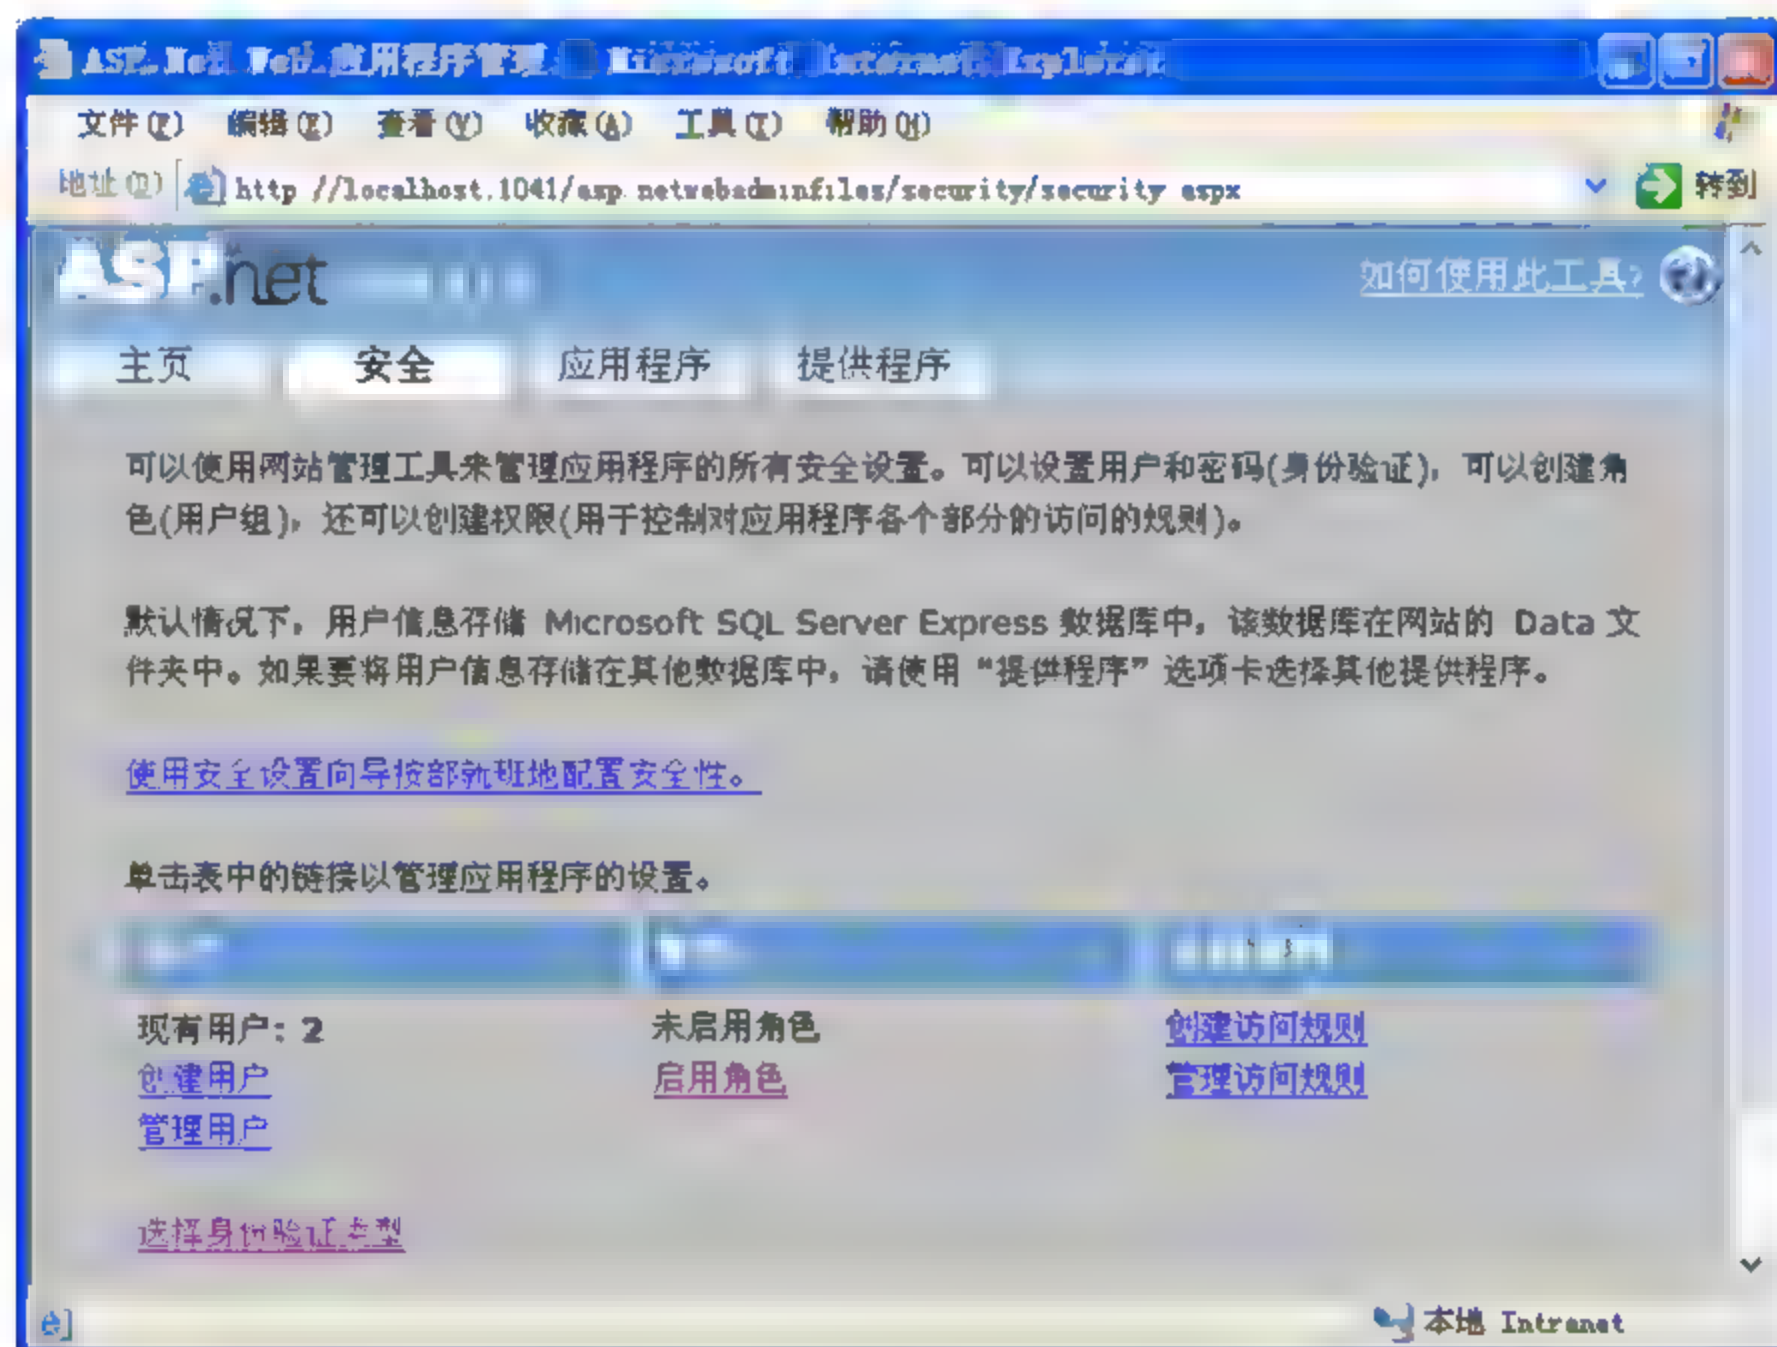 ASP.Net Web 应用程序管理 - Microsoft Internet Explorer
文件(F) 编辑(E) 查看(V) 收藏(A) 工具(T) 帮助(H)
地址(D) http //localhost.1041/asp netwebadminfiles/security/security aspx 转到
ASP.net 如何使用此工具?
主页 安全 应用程序 提供程序
可以使用网站管理工具来管理应用程序的所有安全设置。可以设置用户和密码(身份验证), 可以创建角
色(用户组), 还可以创建权限(用于控制对应用程序各个部分的访问的规则)。
默认情况下, 用户信息存储 Microsoft SQL Server Express 数据库中, 该数据库在网站的 Data 文
件夹中。如果要将用户信息存储在其他数据库中, 请使用“提供程序”选项卡选择其他提供程序。
使用安全设置向导按部就班地配置安全性。
单击表中的链接以管理应用程序的设置。
现有用户: 2 未启用角色 创建访问规则
创建用户 启用角色 管理访问规则
管理用户
选择身份验证类型
本地 Intranet